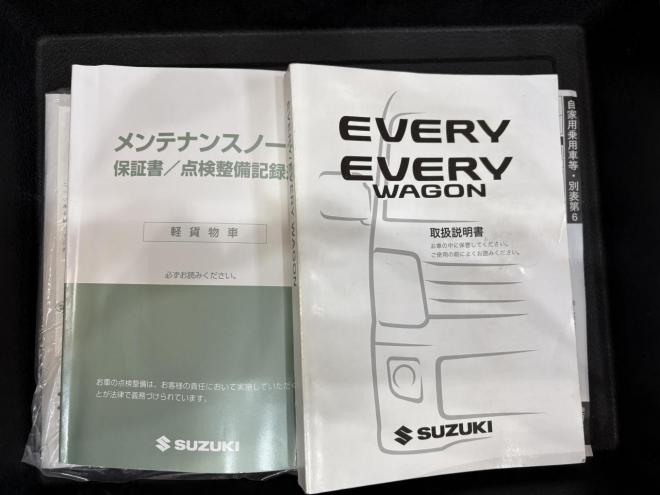 メンテナンスノー
保証書／点検整備記録
軽貨物車
必ずお読みください。
お車の点検整備は、お客様の責任において実施していただく
とが法律で義務づけられています。
SUZUKI
EVERY WAGON
EVERY
EVERY
WAGON
取扱説明書
お車の中に保管してください。
ご使用の前によくお読みください。
SUZUKI
自家用乗用車等・別表第6